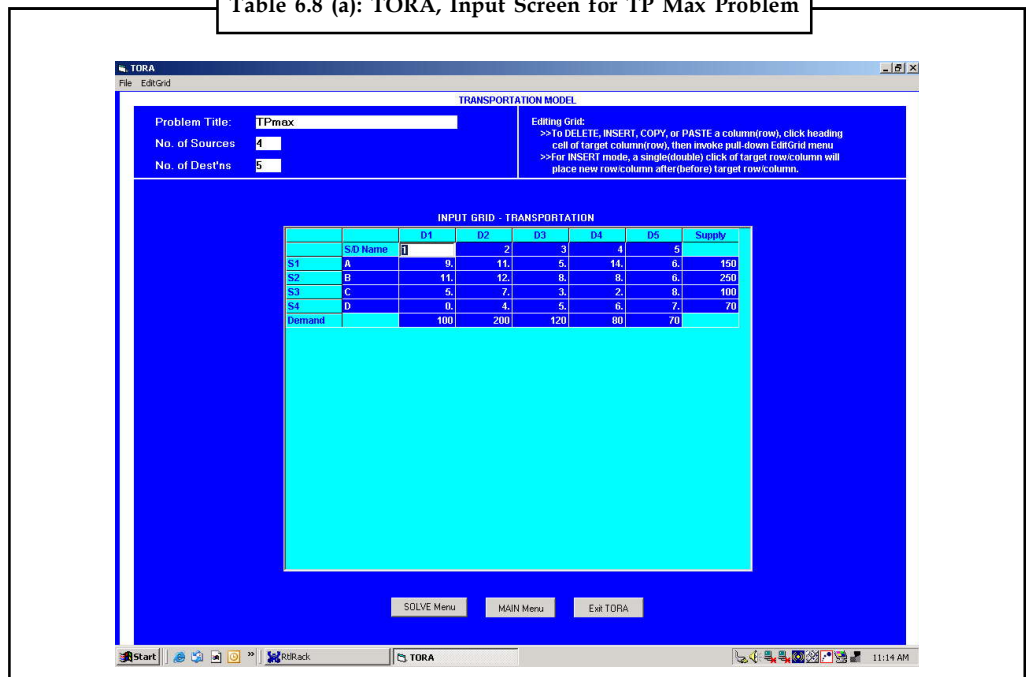 Table 6.8 (a): TORA, Input Screen for TP Max Problem
TORA
File EditGrid
TRANSPORTATION MODEL
Problem Title: TPmax
No. of Sources 4
No. of Dest'ns 5
Editing Grid:
>>To DELETE, INSERT, COPY, or PASTE a column(row), click heading
cell of target column(row), then invoke pull-down EditGrid menu
>>For INSERT mode, a single(double) click of target row/column will
place new row/column after(before) target row/column.
INPUT GRID - TRANSPORTATION
D1 D2 D3 D4 D5 Supply
S/D Name 1 2 3 4 5
S1 A 9. 11. 5. 14. 6. 150
S2 B 11. 12. 8. 8. 6. 250
S3 C 5. 7. 3. 2. 8. 100
S4 D 0. 4. 5. 6. 7. 70
Demand 100 200 120 80 70
SOLVE Menu MAIN Menu Exit TORA
Start » RtlRack TORA 11:14 AM